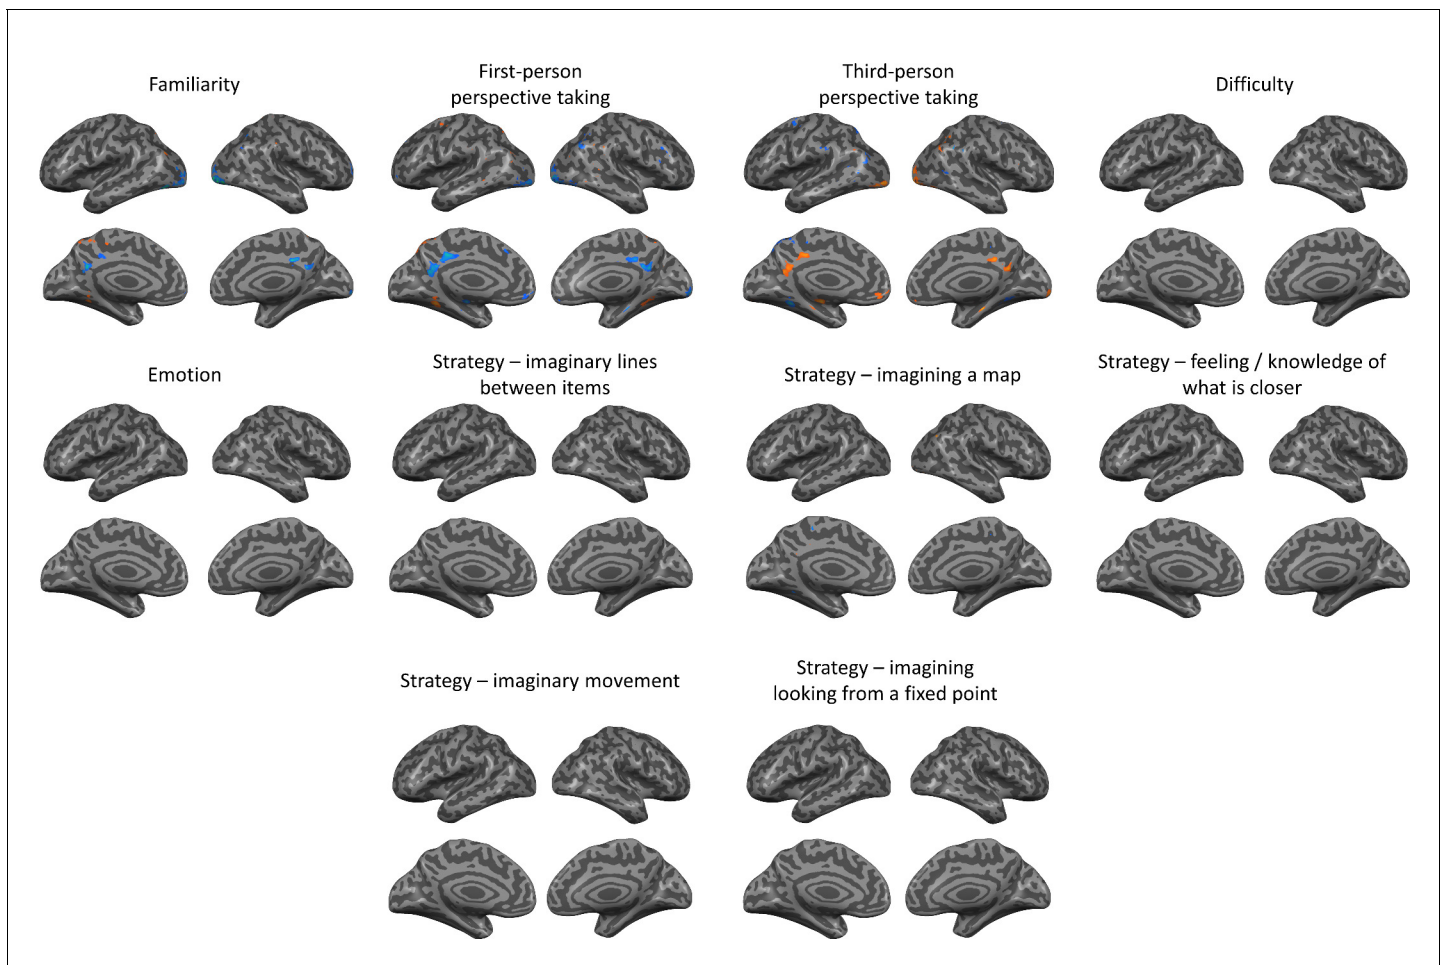 Familiarity
First-person
perspective taking
Third-person
perspective taking
Difficulty
Emotion
Strategy – imaginary lines
between items
Strategy – imagining a map
Strategy – feeling / knowledge of
what is closer
Strategy – imaginary movement
Strategy – imagining
looking from a fixed point